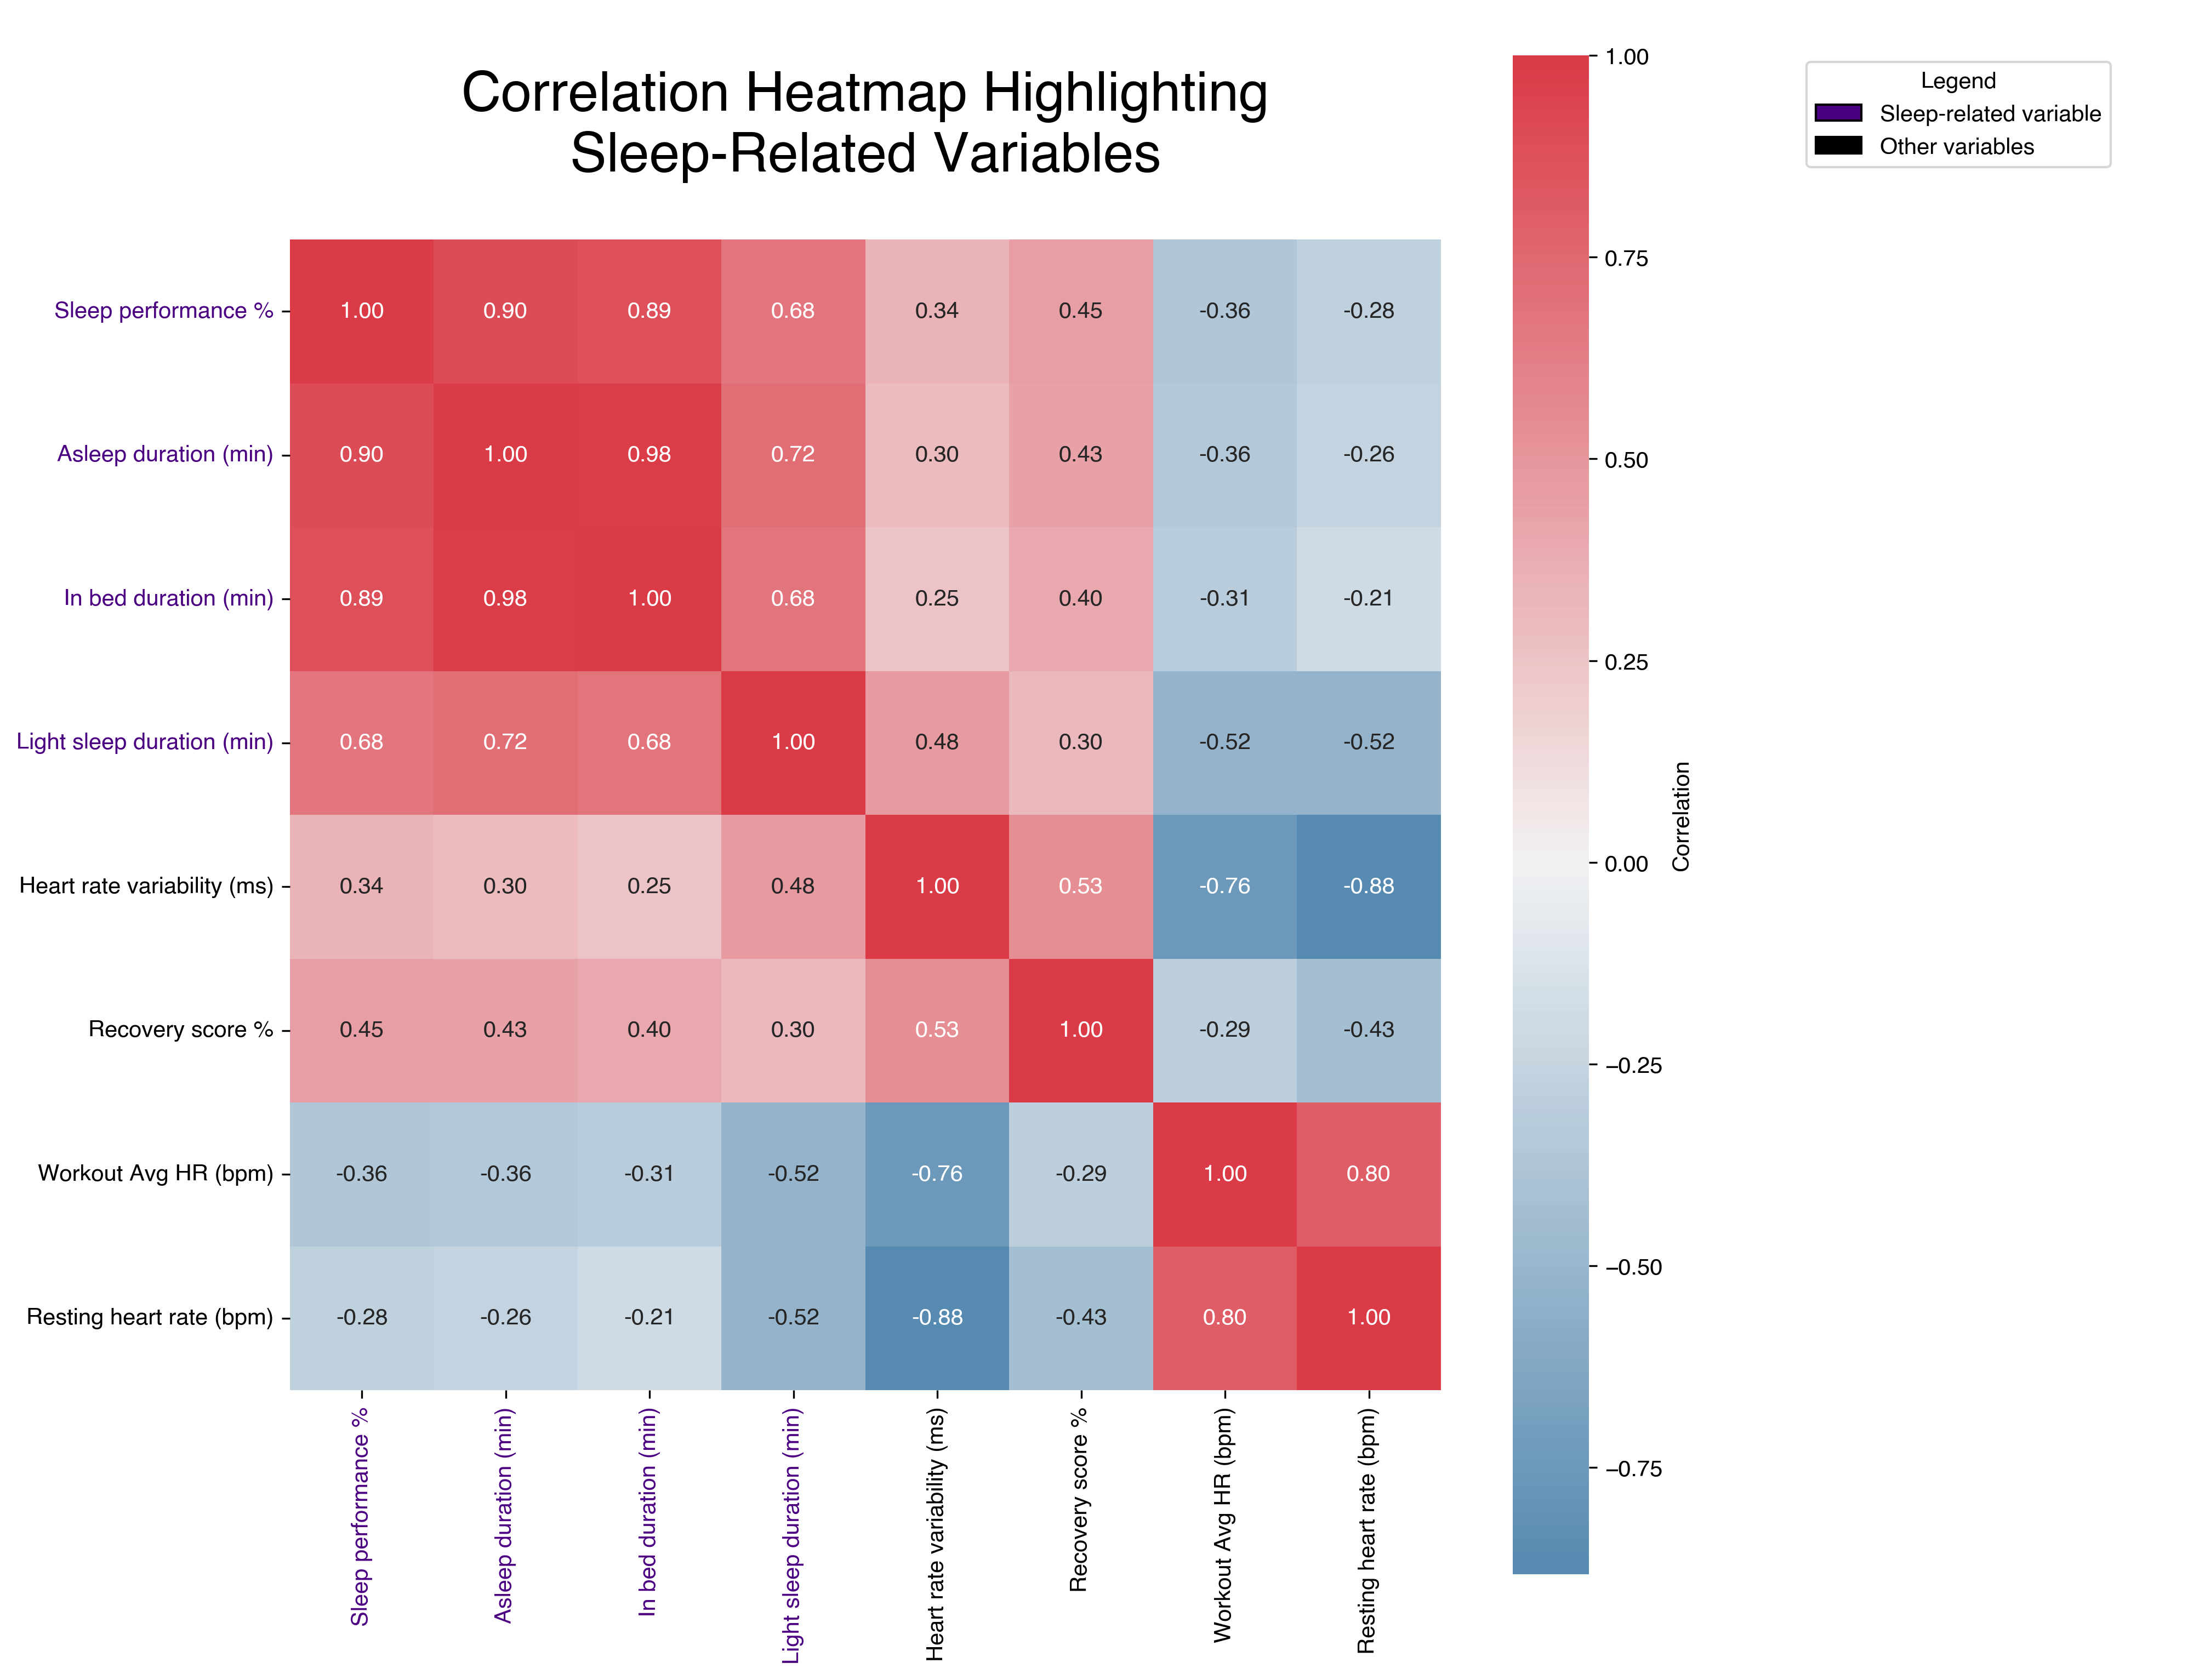 Correlation Heatmap Highlighting
Sleep-Related Variables
Legend
Sleep-related variable
Other variables
Sleep performance % 1.00 0.90 0.89 0.68 0.34 0.45 -0.36 -0.28
Asleep duration (min) 0.90 1.00 0.98 0.72 0.30 0.43 -0.36 -0.26
In bed duration (min) 0.89 0.98 1.00 0.68 0.25 0.40 -0.31 -0.21
Light sleep duration (min) 0.68 0.72 0.68 1.00 0.48 0.30 -0.52 -0.52
Heart rate variability (ms) 0.34 0.30 0.25 0.48 1.00 0.53 -0.76 -0.88
Recovery score % 0.45 0.43 0.40 0.30 0.53 1.00 -0.29 -0.43
Workout Avg HR (bpm) -0.36 -0.36 -0.31 -0.52 -0.76 -0.29 1.00 0.80
Resting heart rate (bpm) -0.28 -0.26 -0.21 -0.52 -0.88 -0.43 0.80 1.00
Sleep performance %
Asleep duration (min)
In bed duration (min)
Light sleep duration (min)
Heart rate variability (ms)
Recovery score %
Workout Avg HR (bpm)
Resting heart rate (bpm)
1.00
0.75
0.50
0.25
0.00
−0.25
−0.50
−0.75
Correlation